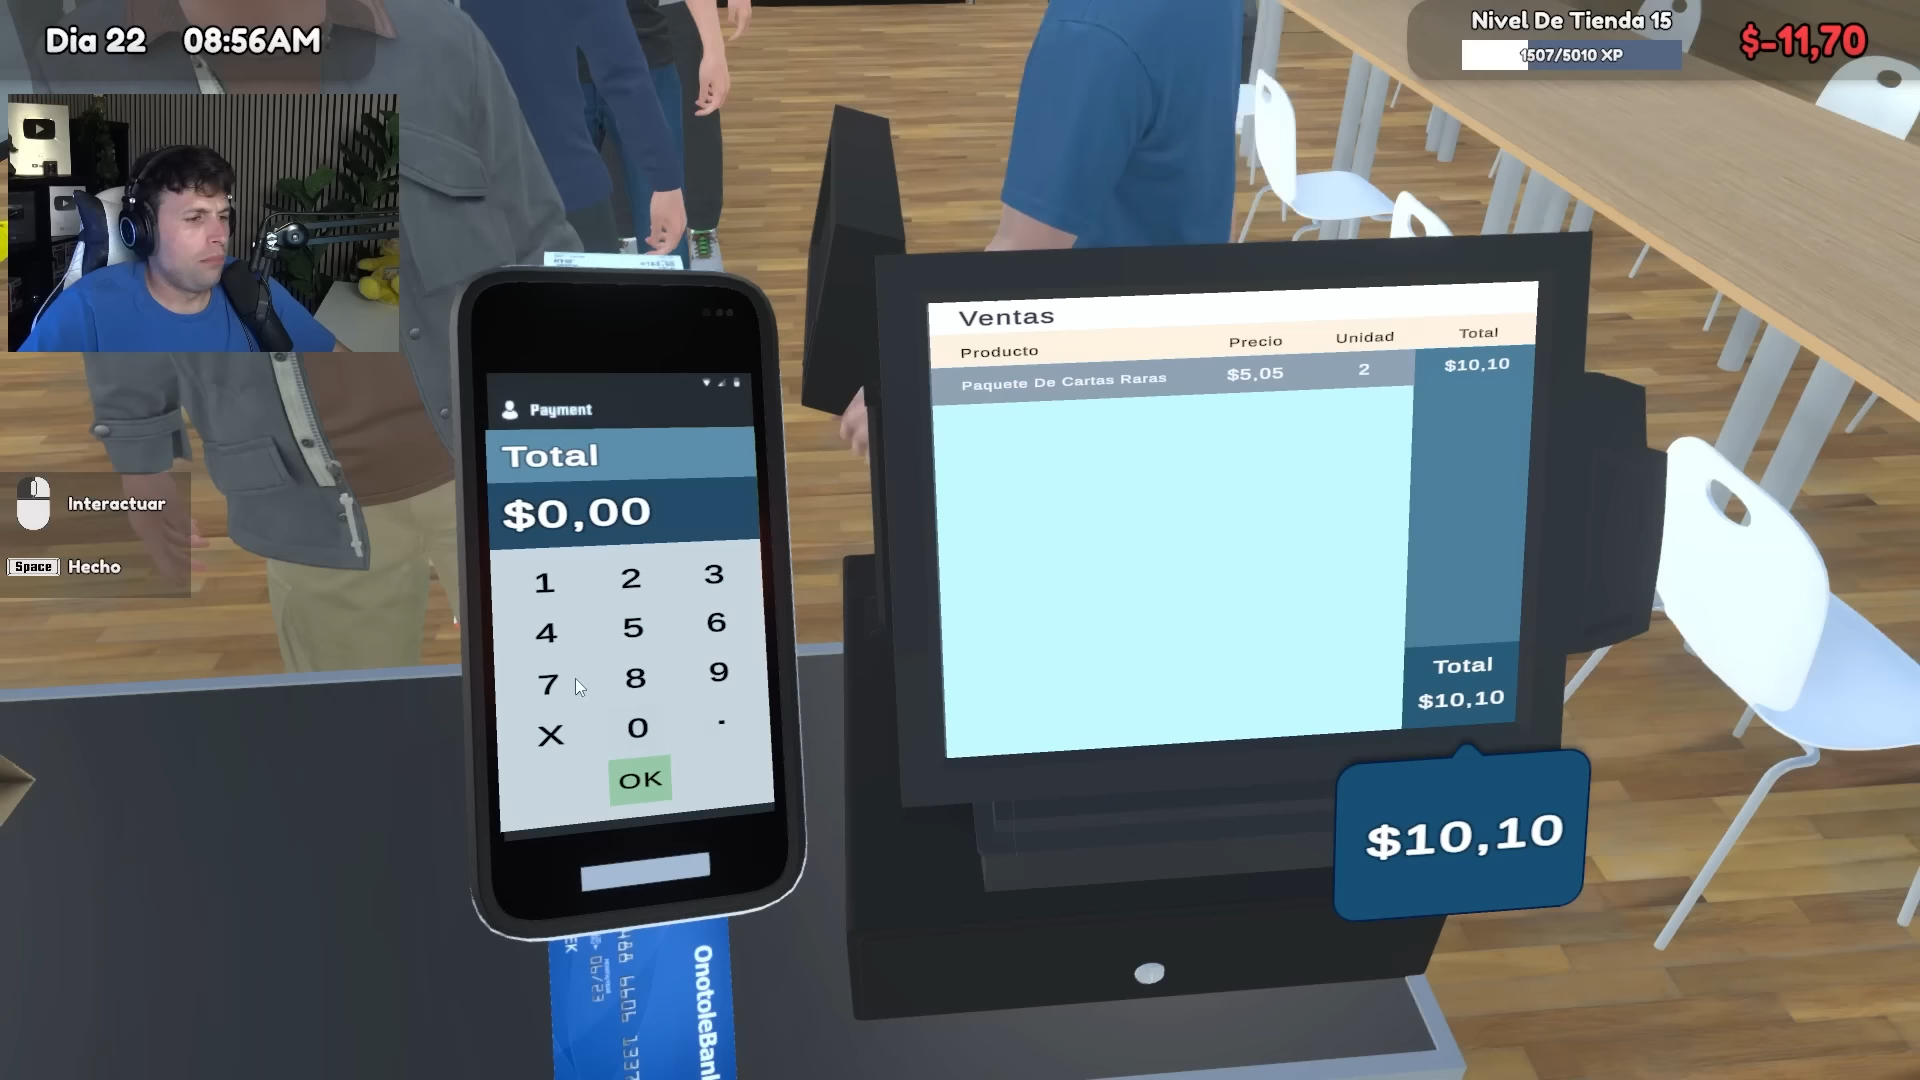 Dia 22 08:56AM
Nivel De Tienda 15
1507/5010 XP
$-11,70
Interactuar
Space Hecho
Payment
Total
$0,00
1 2 3
4 5 6
7 8 9
X 0 .
OK
Ventas
Producto Precio Unidad Total
Paquete De Cartas Raras $5,05 2 $10,10
Total
$10,10
$10,10
OnotoleBank